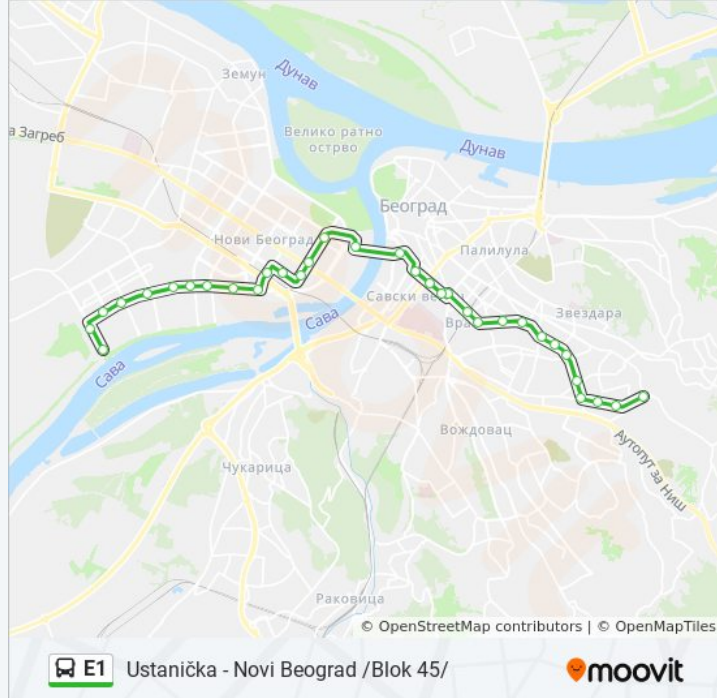 Земун
Дунав
а Загреб
Велико ратно
острво
Дунав
Београд
Нови Београд
Палилула
Савски ве
Сава
Вра
Звездара
Сава
Вождовац
Аутопут за Ниш
Чукарица
Раковица
© OpenStreetMap contributors | © OpenMapTiles
E1 Ustanička - Novi Beograd /Blok 45/
moovit